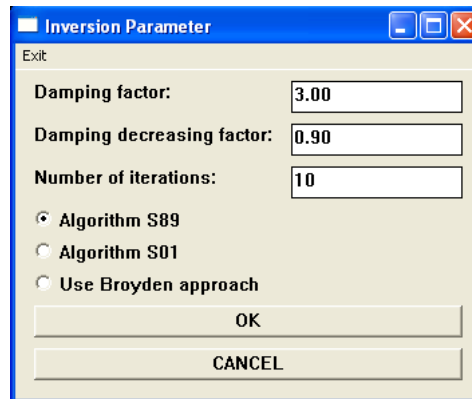 Inversion Parameter
Exit
Damping factor: 3.00
Damping decreasing factor: 0.90
Number of iterations: 10
Algorithm S89
Algorithm S01
Use Broyden approach
OK
CANCEL